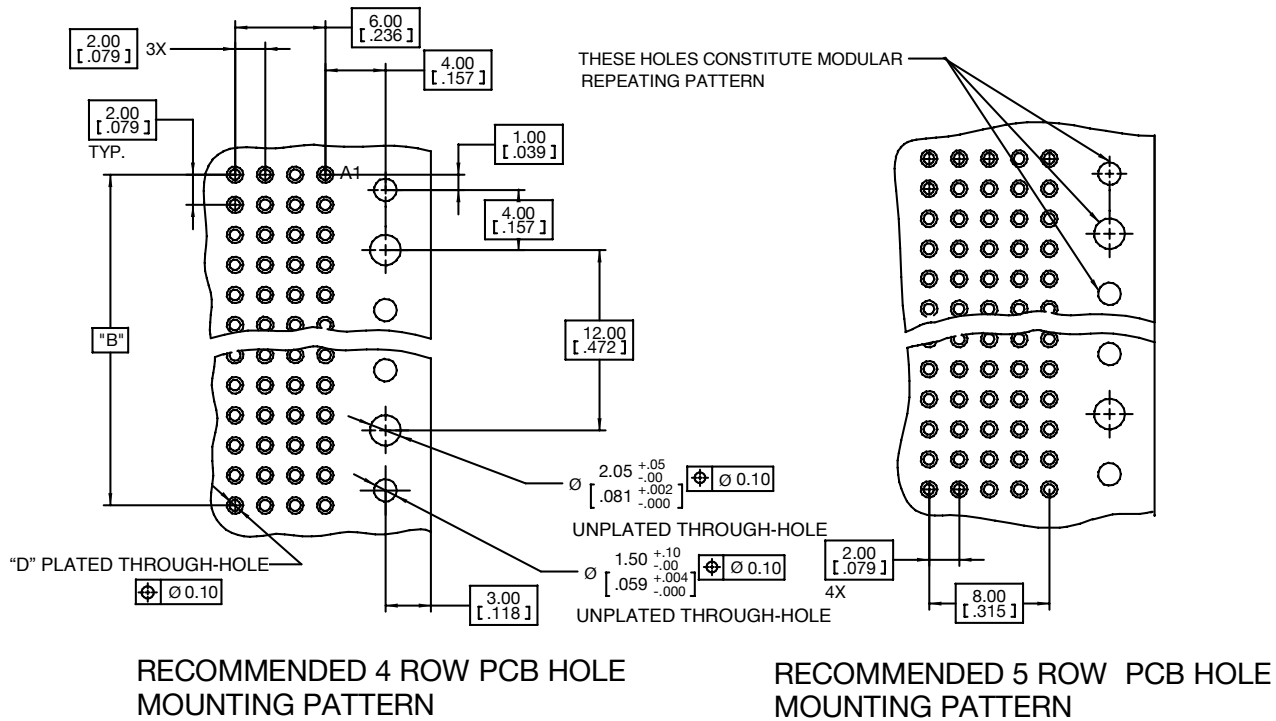 6.00
[.236]
2.00
[.079]
3X
4.00
[.157]
THESE HOLES CONSTITUTE MODULAR
REPEATING PATTERN
2.00
[.079]
TYP.
1.00
[.039]
A1
4.00
[.157]
"B"
12.00
[.472]
Ø 2.05 +.05 -.00
[.081 +.002 -.000]
⌖ Ø 0.10
UNPLATED THROUGH-HOLE
“D” PLATED THROUGH-HOLE
⌖ Ø 0.10
Ø 1.50 +.10 -.00
[.059 +.004 -.000]
⌖ Ø 0.10
UNPLATED THROUGH-HOLE
3.00
[.118]
2.00
[.079]
4X
8.00
[.315]
RECOMMENDED 4 ROW PCB HOLE
MOUNTING PATTERN
RECOMMENDED 5 ROW PCB HOLE
MOUNTING PATTERN